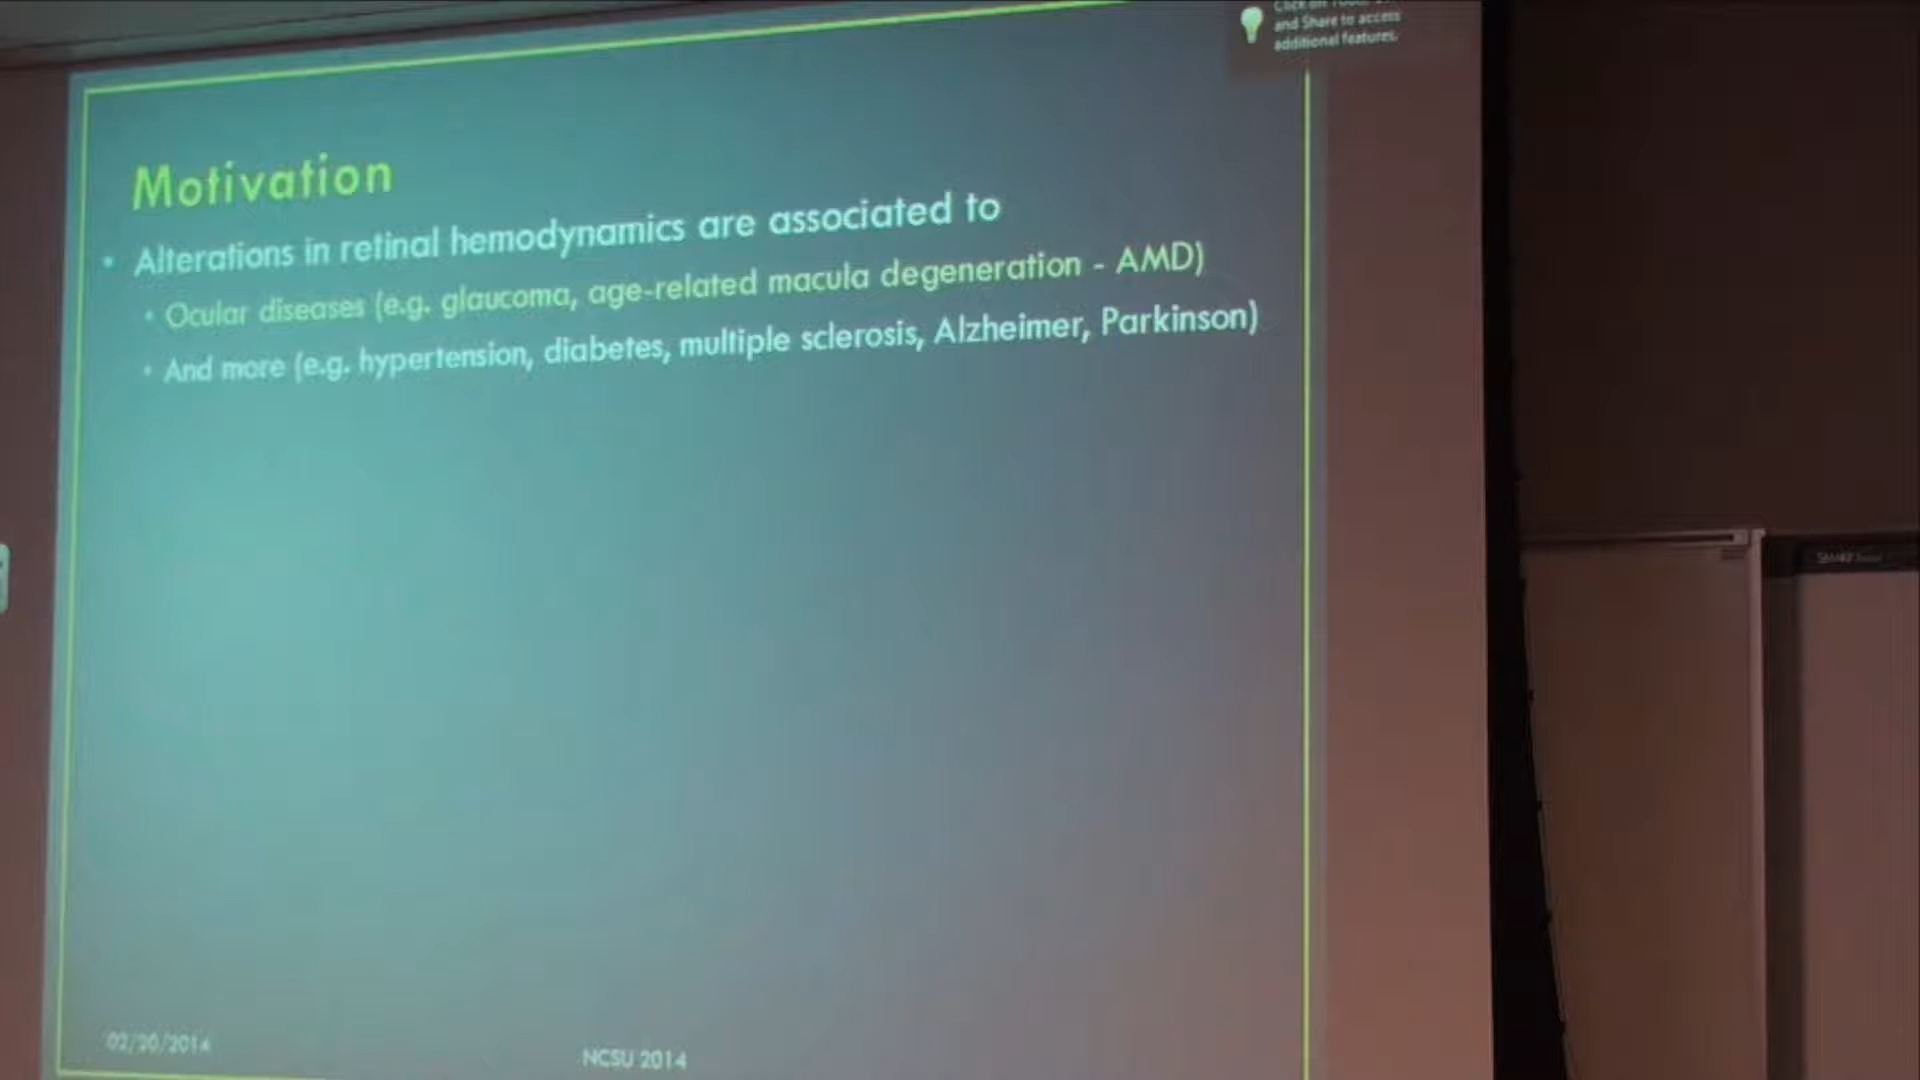 and Share to access
additional features.
Motivation
• Alterations in retinal hemodynamics are associated to
• Ocular diseases (e.g. glaucoma, age-related macula degeneration - AMD)
• And more (e.g. hypertension, diabetes, multiple sclerosis, Alzheimer, Parkinson)
02/20/2014
NCSU 2014